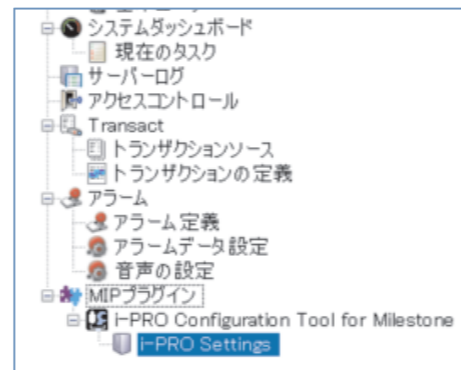 システムダッシュボード
現在のタスク
サーバーログ
アクセスコントロール
Transact
トランザクションソース
トランザクションの定義
アラーム
アラーム定義
アラームデータ設定
音声の設定
MIPプラグイン
i-PRO Configuration Tool for Milestone
i-PRO Settings